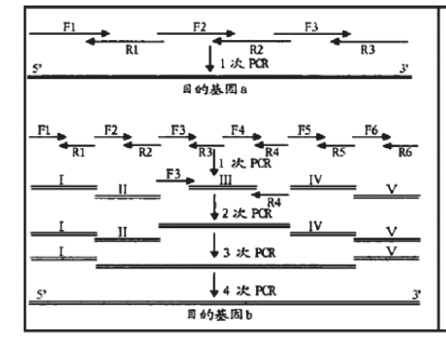 F1 F2 F3
R1 R2 R3
1 次 PCR
5' 3'
目的基因a
F1 F2 F3 F4 F5 F6
R1 R2 R3 R4 R5 R6
1 次 PCR
I II F3 III R4 IV V
2 次 PCR
I II IV V
3 次 PCR
I V
4 次 PCR
5' 3'
目的基因b